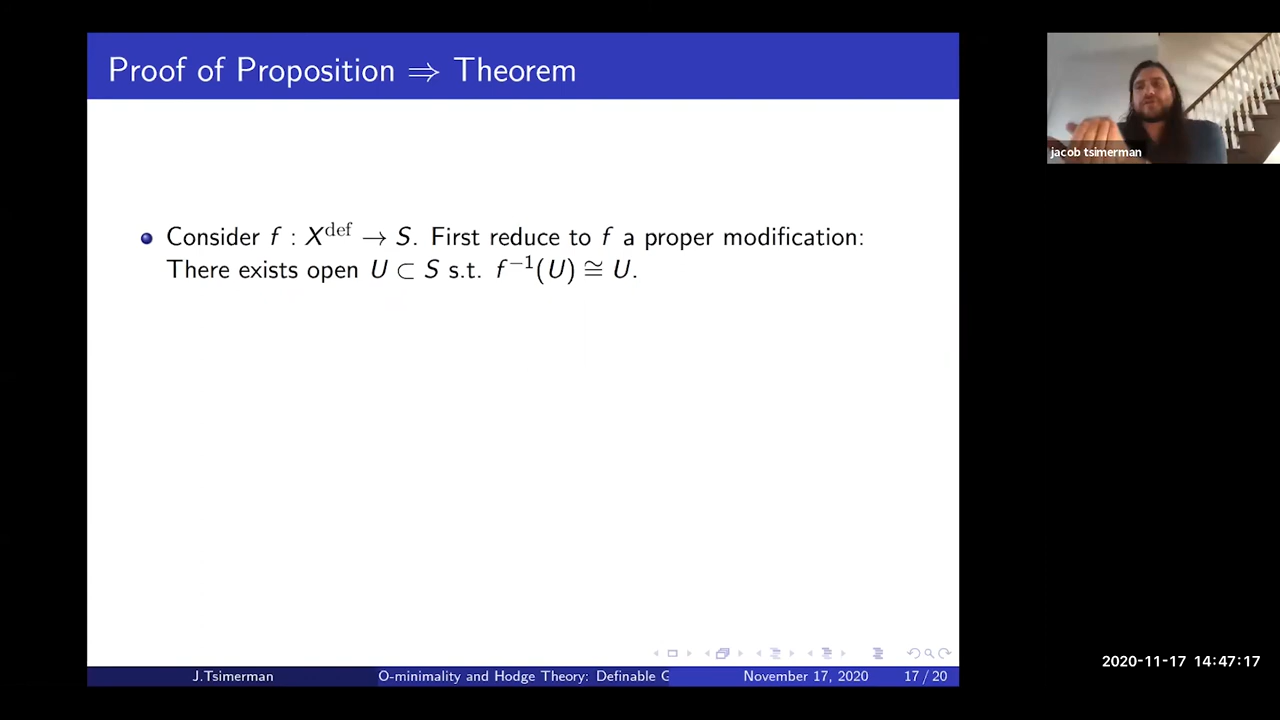 Proof of Proposition ⇒ Theorem
jacob tsimerman
Consider f : X^def → S. First reduce to f a proper modification:
There exists open U ⊂ S s.t. f⁻¹(U) ≅ U.
2020-11-17 14:47:17
J.Tsimerman O-minimality and Hodge Theory: Definable G November 17, 2020 17 / 20